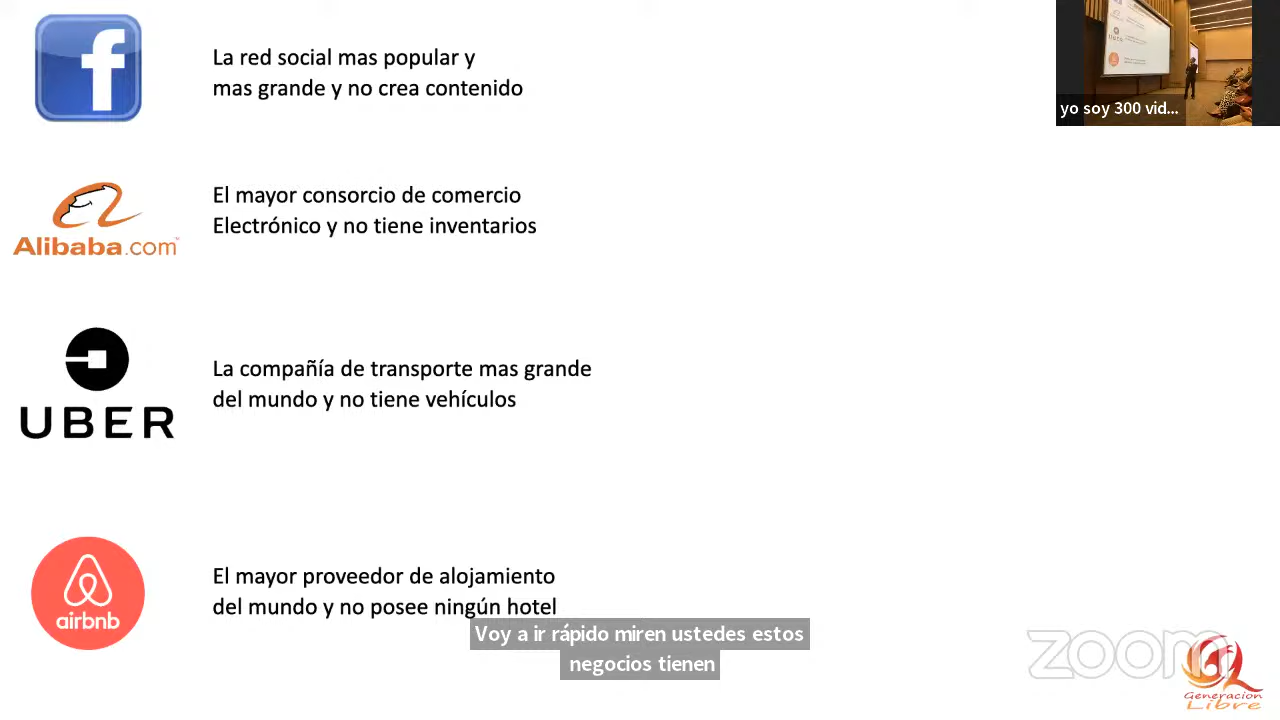 f
La red social mas popular y
mas grande y no crea contenido
yo soy 300 vid...
El mayor consorcio de comercio
Electrónico y no tiene inventarios
Alibaba.com
La compañía de transporte mas grande
del mundo y no tiene vehículos
UBER
El mayor proveedor de alojamiento
del mundo y no posee ningún hotel
airbnb
Voy a ir rápido miren ustedes estos
negocios tienen
zoom
Generacion
Libre